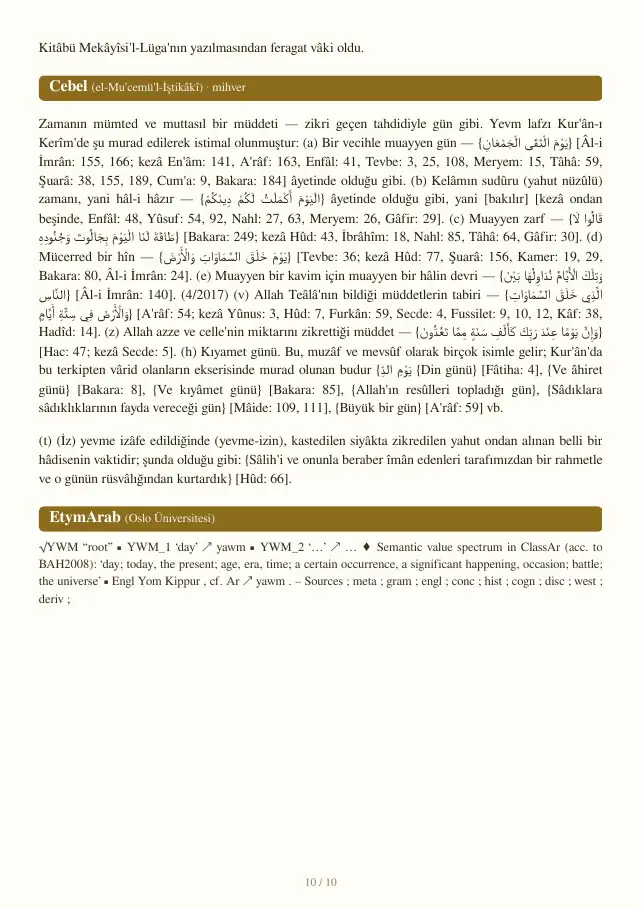 Kitâbü Mekâyîsi'l-Lüga'nın yazılmasından feragat vâki oldu.
Cebel (el-Mu'cemü'l-İştikâkî) · mihver
Zamanın mümted ve muttasıl bir müddeti — zikri geçen tahdidiyle gün gibi. Yevm lafzı Kur'ân-ı
Kerîm'de şu murad edilerek istimal olunmuştur: (a) Bir vecihle muayyen gün — {يَوْمَ الْتَقَى الْجَمْعَانِ} [Âl-i
İmrân: 155, 166; kezâ En'âm: 141, A'râf: 163, Enfâl: 41, Tevbe: 3, 25, 108, Meryem: 15, Tâhâ: 59,
Şuarâ: 38, 155, 189, Cum'a: 9, Bakara: 184] âyetinde olduğu gibi. (b) Kelâmın sudûru (yahut nüzûlü)
zamanı, yani hâl-i hâzır — {الْيَوْمَ أَكْمَلْتُ لَكُمْ دِينَكُمْ} âyetinde olduğu gibi, yani [bakılır] [kezâ ondan
beşinde, Enfâl: 48, Yûsuf: 54, 92, Nahl: 27, 63, Meryem: 26, Gâfir: 29]. (c) Muayyen zarf — {قَالُوا لَا
طَاقَةَ لَنَا الْيَوْمَ بِجَالُوتَ وَجُنُودِهِ} [Bakara: 249; kezâ Hûd: 43, İbrâhîm: 18, Nahl: 85, Tâhâ: 64, Gâfir: 30]. (d)
Mücerred bir hîn — {يَوْمَ خَلَقَ السَّمَاوَاتِ وَالْأَرْضَ} [Tevbe: 36; kezâ Hûd: 77, Şuarâ: 156, Kamer: 19, 29,
Bakara: 80, Âl-i İmrân: 24]. (e) Muayyen bir kavim için muayyen bir hâlin devri — {وَتِلْكَ الْأَيَّامُ نُدَاوِلُهَا بَيْنَ
النَّاسِ} [Âl-i İmrân: 140]. (4/2017) (v) Allah Teâlâ'nın bildiği müddetlerin tabiri — {الَّذِي خَلَقَ السَّمَاوَاتِ
وَالْأَرْضَ فِي سِتَّةِ أَيَّامٍ} [A'râf: 54; kezâ Yûnus: 3, Hûd: 7, Furkân: 59, Secde: 4, Fussilet: 9, 10, 12, Kâf: 38,
Hadîd: 14]. (z) Allah azze ve celle'nin miktarını zikrettiği müddet — {وَإِنَّ يَوْمًا عِنْدَ رَبِّكَ كَأَلْفِ سَنَةٍ مِمَّا تَعُدُّونَ}
[Hac: 47; kezâ Secde: 5]. (h) Kıyamet günü. Bu, muzâf ve mevsûf olarak birçok isimle gelir; Kur'ân'da
bu terkipten vârid olanların ekserisinde murad olunan budur {يَوْمِ الدِّ {Din günü} [Fâtiha: 4], {Ve âhiret
günü} [Bakara: 8], {Ve kıyâmet günü} [Bakara: 85], {Allah'ın resûlleri topladığı gün}, {Sâdıklara
sâdıklıklarının fayda vereceği gün} [Mâide: 109, 111], {Büyük bir gün} [A'râf: 59] vb.
(t) (İz) yevme izâfe edildiğinde (yevme-izin), kastedilen siyâkta zikredilen yahut ondan alınan belli bir
hâdisenin vaktidir; şunda olduğu gibi: {Sâlih'i ve onunla beraber îmân edenleri tarafımızdan bir rahmetle
ve o günün rüsvâlığından kurtardık} [Hûd: 66].
EtymArab (Oslo Üniversitesi)
√YWM “root” ▪ YWM_1 ‘day’ ↗ yawm ▪ YWM_2 ‘…’ ↗ … ♦ Semantic value spectrum in ClassAr (acc. to
BAH2008): ‘day; today, the present; age, era, time; a certain occurrence, a significant happening, occasion; battle;
the universe’ ▪ Engl Yom Kippur , cf. Ar ↗ yawm . – Sources ; meta ; gram ; engl ; conc ; hist ; cogn ; disc ; west ;
deriv ;
10 / 10